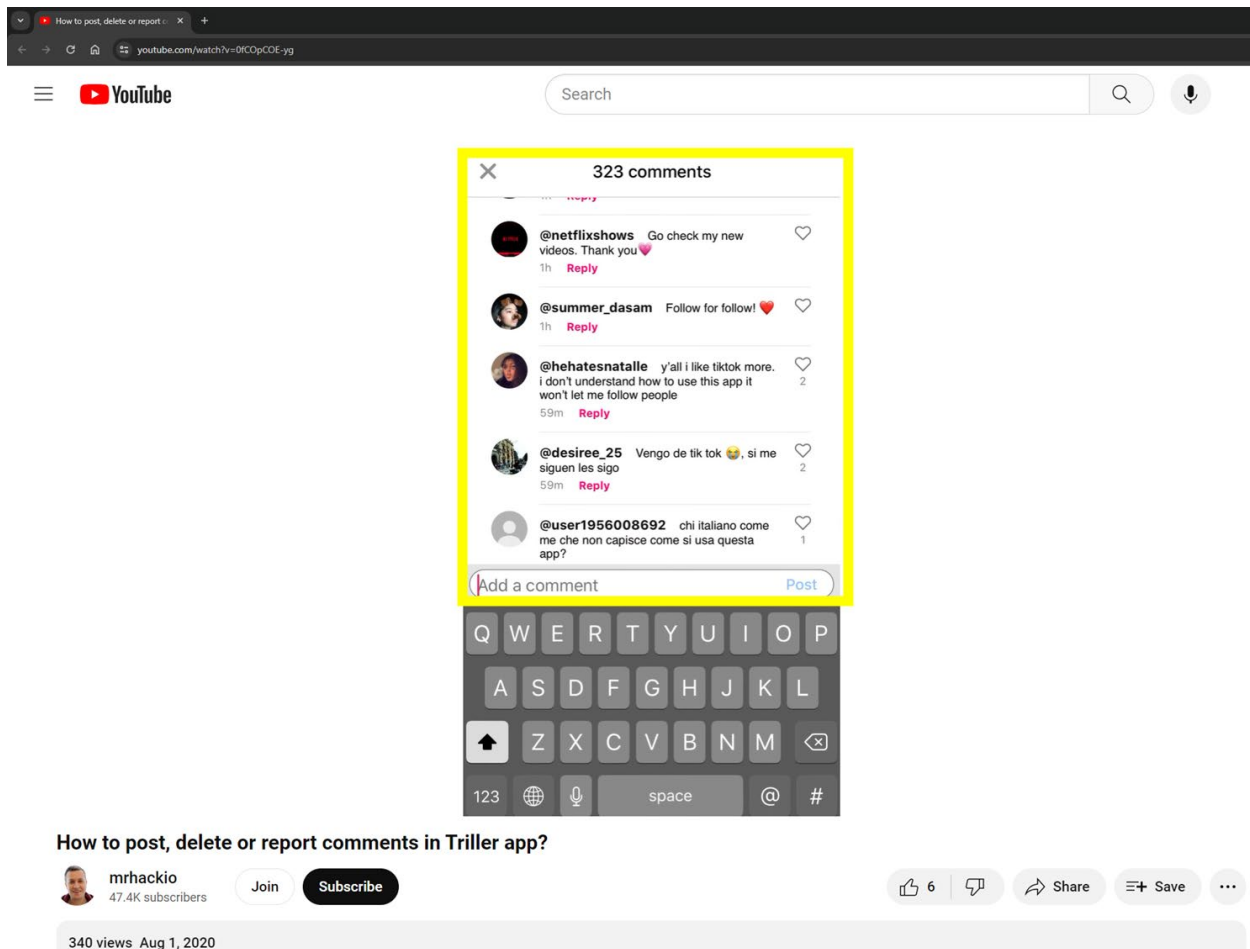 How to post, delete or report c
youtube.com/watch?v=0fCOpCOE-yg
YouTube
Search
323 comments
Reply
@netflixshows Go check my new
videos. Thank you💗
1h Reply
@summer_dasam Follow for follow! ❤️
1h Reply
@hehatesnatalle y'all i like tiktok more.
i don't understand how to use this app it
won't let me follow people
2
59m Reply
@desiree_25 Vengo de tik tok 😭, si me
siguen les sigo
2
59m Reply
@user1956008692 chi italiano come
me che non capisce come si usa questa
app?
1
Add a comment Post
Q W E R T Y U I O P
A S D F G H J K L
Z X C V B N M
123 space @ #
How to post, delete or report comments in Triller app?
mrhackio
47.4K subscribers
Join Subscribe
6 Share Save
340 views Aug 1, 2020